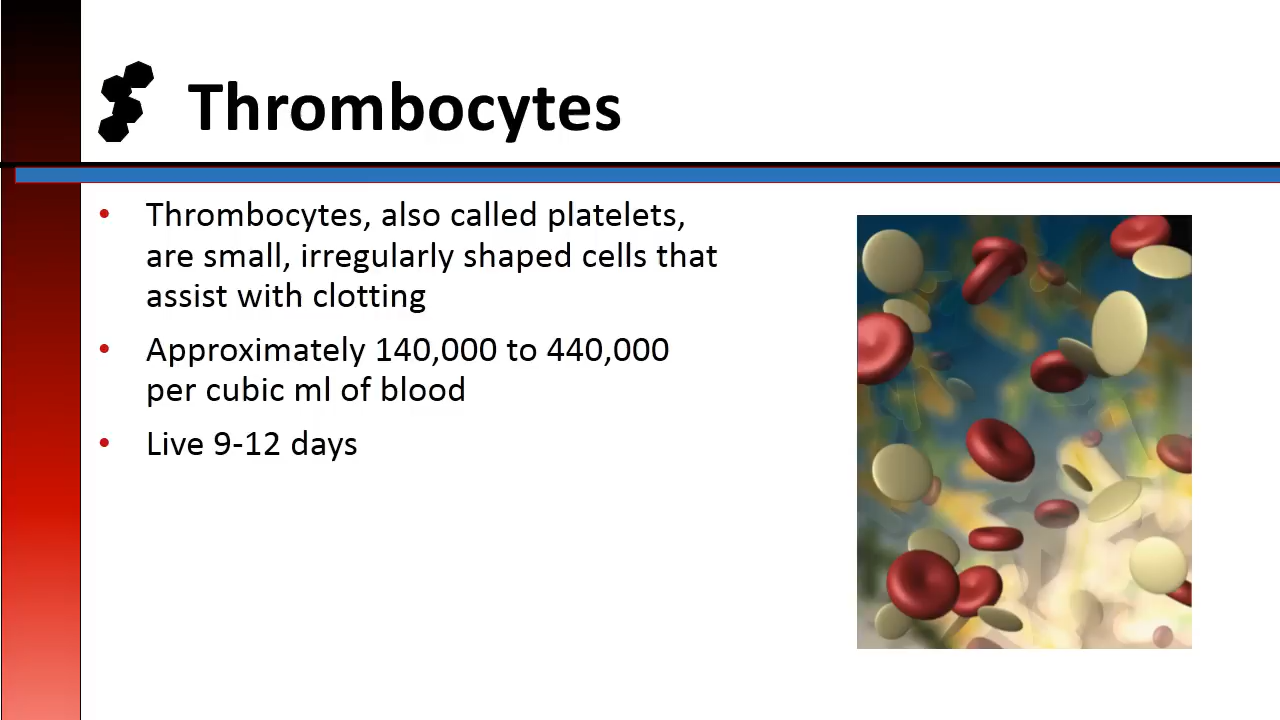 Thrombocytes
• Thrombocytes, also called platelets,
are small, irregularly shaped cells that
assist with clotting
• Approximately 140,000 to 440,000
per cubic ml of blood
• Live 9-12 days